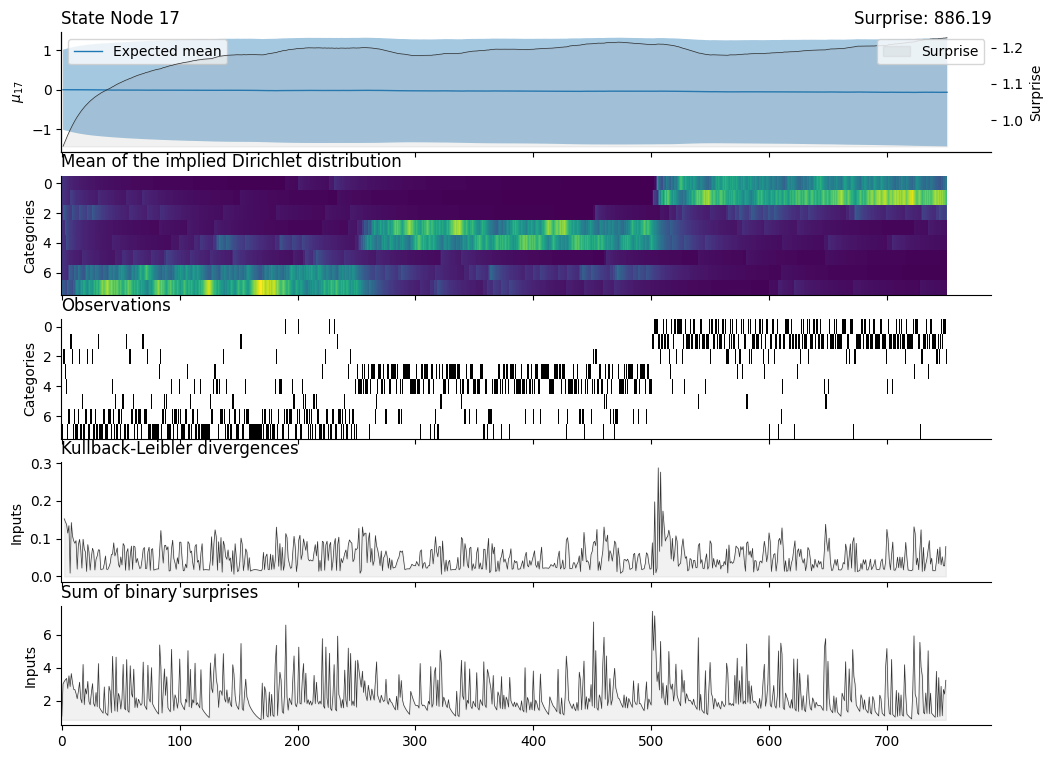 State Node 17
Surprise: 886.19
Expected mean
Surprise
1
0
−1
μ17
1.2
1.1
1.0
Surprise
Mean of the implied Dirichlet distribution
0
2
4
6
Categories
Observations
0
2
4
6
Categories
Kullback-Leibler divergences
0.3
0.2
0.1
0.0
Inputs
Sum of binary surprises
6
4
2
Inputs
0
100
200
300
400
500
600
700